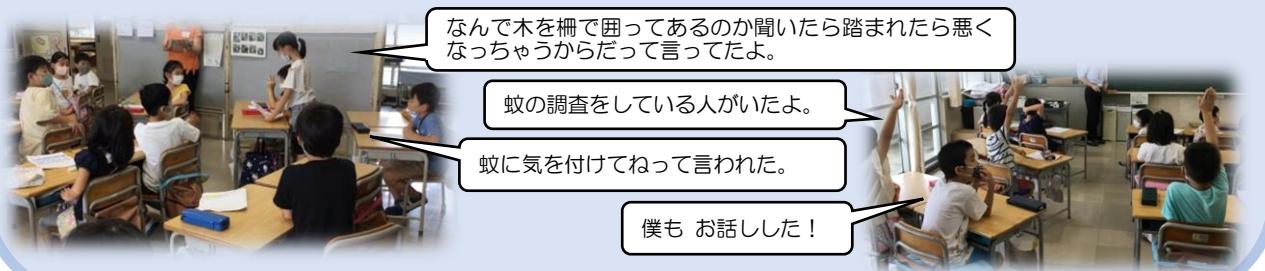 なんで木を柵で囲ってあるのか聞いたら踏まれたら悪く
なっちゃうからだって言ってたよ。
蚊の調査をしている人がいたよ。
蚊に気を付けてねって言われた。
僕も お話しした！